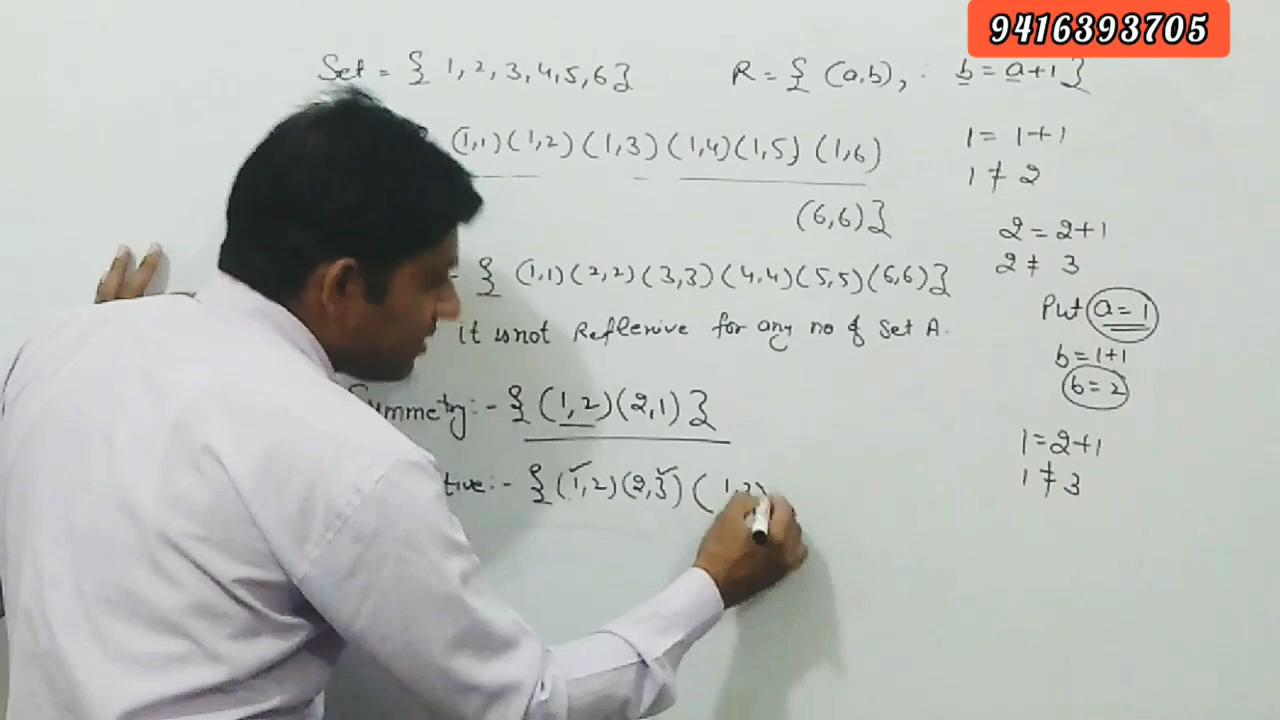 9416393705
Set = { 1, 2, 3, 4, 5, 6 } R = { (a,b), : b = a+1 }
(1,1) (1,2) (1,3) (1,4) (1,5) (1,6)
(6,6) }
{ (1,1) (2,2) (3,3) (4,4) (5,5) (6,6) }
It is not Reflexive for any no of Set A.
Symmetry:- { (1,2) (2,1) }
tive:- { (1,2) (2,3) (1,3)
1 = 1+1
1 ≠ 2
2 = 2+1
2 ≠ 3
Put a = 1
b = 1+1
b = 2
1 = 2+1
1 ≠ 3